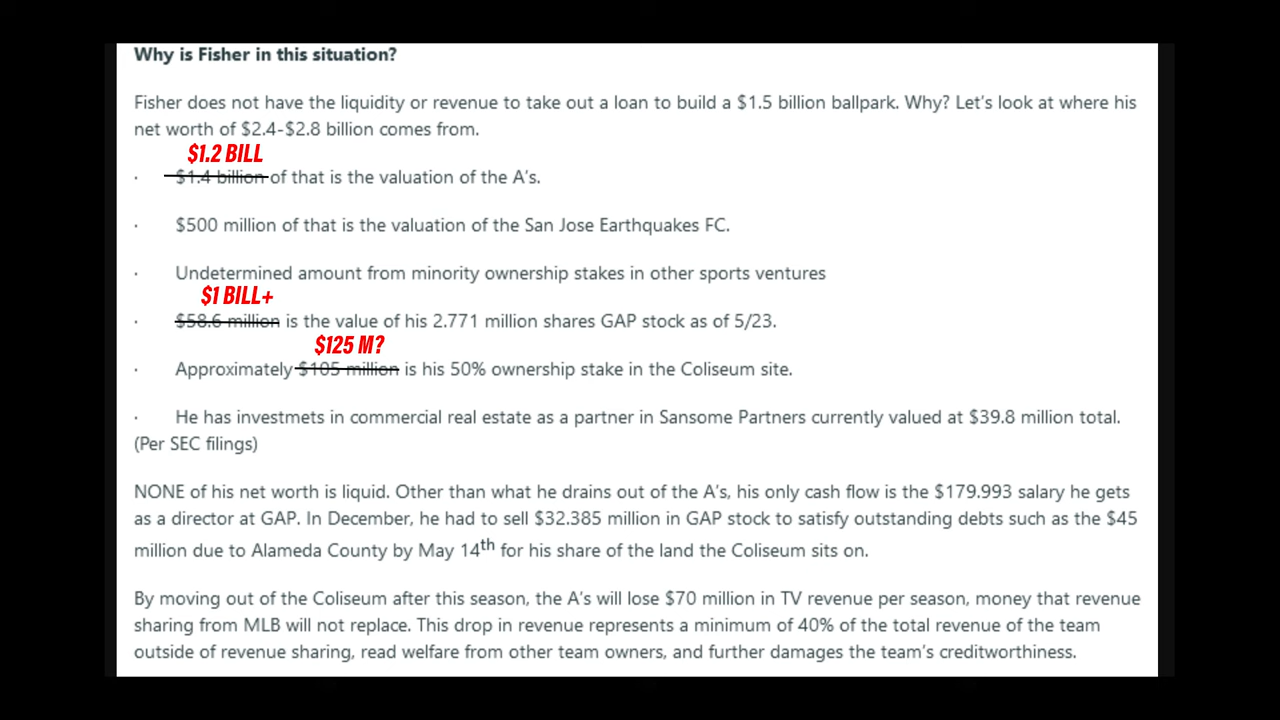 Why is Fisher in this situation?
Fisher does not have the liquidity or revenue to take out a loan to build a $1.5 billion ballpark. Why? Let's look at where his
net worth of $2.4-$2.8 billion comes from.
$1.2 BILL
· $1.4 billion of that is the valuation of the A's.
· $500 million of that is the valuation of the San Jose Earthquakes FC.
· Undetermined amount from minority ownership stakes in other sports ventures
$1 BILL+
· $58.6 million is the value of his 2.771 million shares GAP stock as of 5/23.
$125 M?
· Approximately $105 million is his 50% ownership stake in the Coliseum site.
· He has investmets in commercial real estate as a partner in Sansome Partners currently valued at $39.8 million total.
(Per SEC filings)
NONE of his net worth is liquid. Other than what he drains out of the A's, his only cash flow is the $179.993 salary he gets
as a director at GAP. In December, he had to sell $32.385 million in GAP stock to satisfy outstanding debts such as the $45
million due to Alameda County by May 14th for his share of the land the Coliseum sits on.
By moving out of the Coliseum after this season, the A's will lose $70 million in TV revenue per season, money that revenue
sharing from MLB will not replace. This drop in revenue represents a minimum of 40% of the total revenue of the team
outside of revenue sharing, read welfare from other team owners, and further damages the team's creditworthiness.